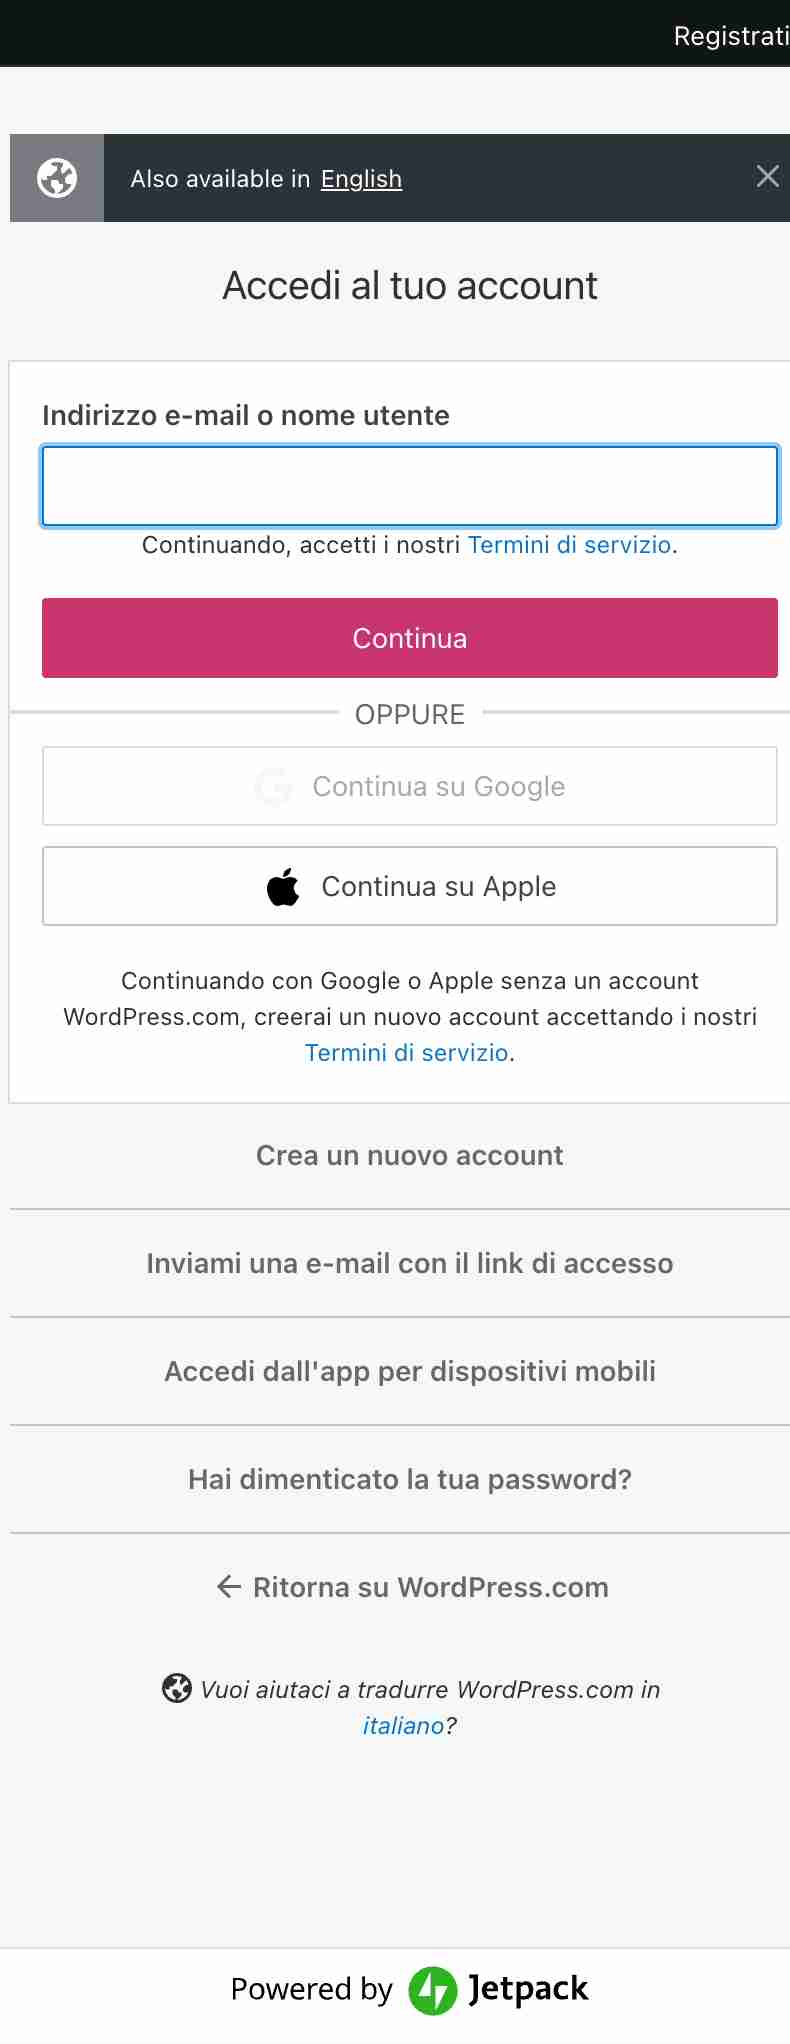 Registrati
Also available in English
Accedi al tuo account
Indirizzo e-mail o nome utente
Continuando, accetti i nostri Termini di servizio.
Continua
OPPURE
Continua su Google
Continua su Apple
Continuando con Google o Apple senza un account
WordPress.com, creerai un nuovo account accettando i nostri
Termini di servizio.
Crea un nuovo account
Inviami una e-mail con il link di accesso
Accedi dall'app per dispositivi mobili
Hai dimenticato la tua password?
← Ritorna su WordPress.com
Vuoi aiutaci a tradurre WordPress.com in
italiano?
Powered by Jetpack